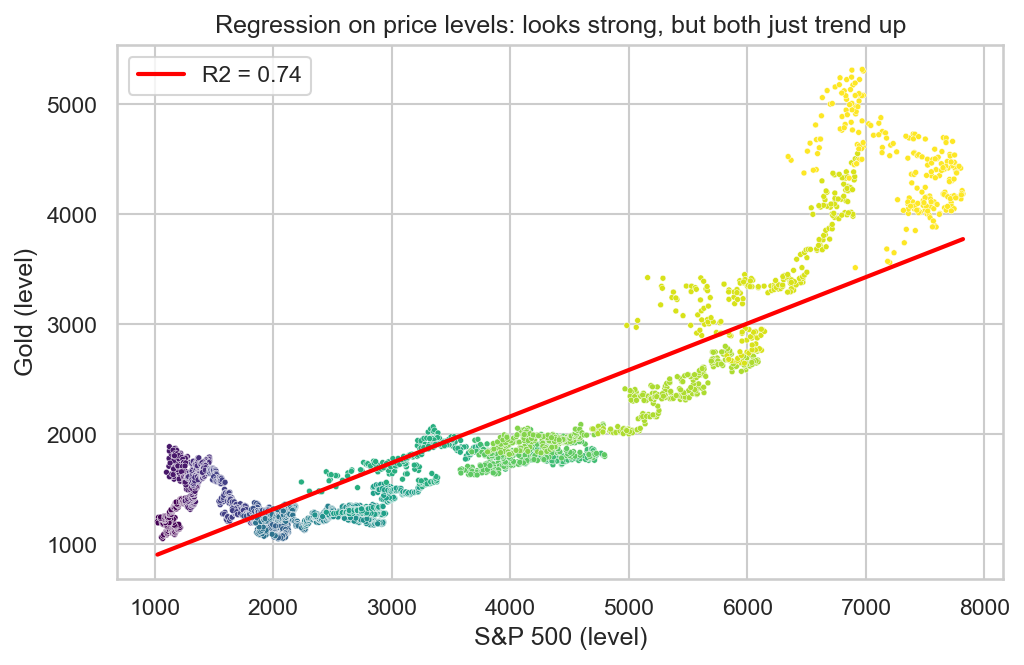 Regression on price levels: looks strong, but both just trend up
R2 = 0.74
Gold (level)
5000
4000
3000
2000
1000
1000 2000 3000 4000 5000 6000 7000 8000
S&P 500 (level)